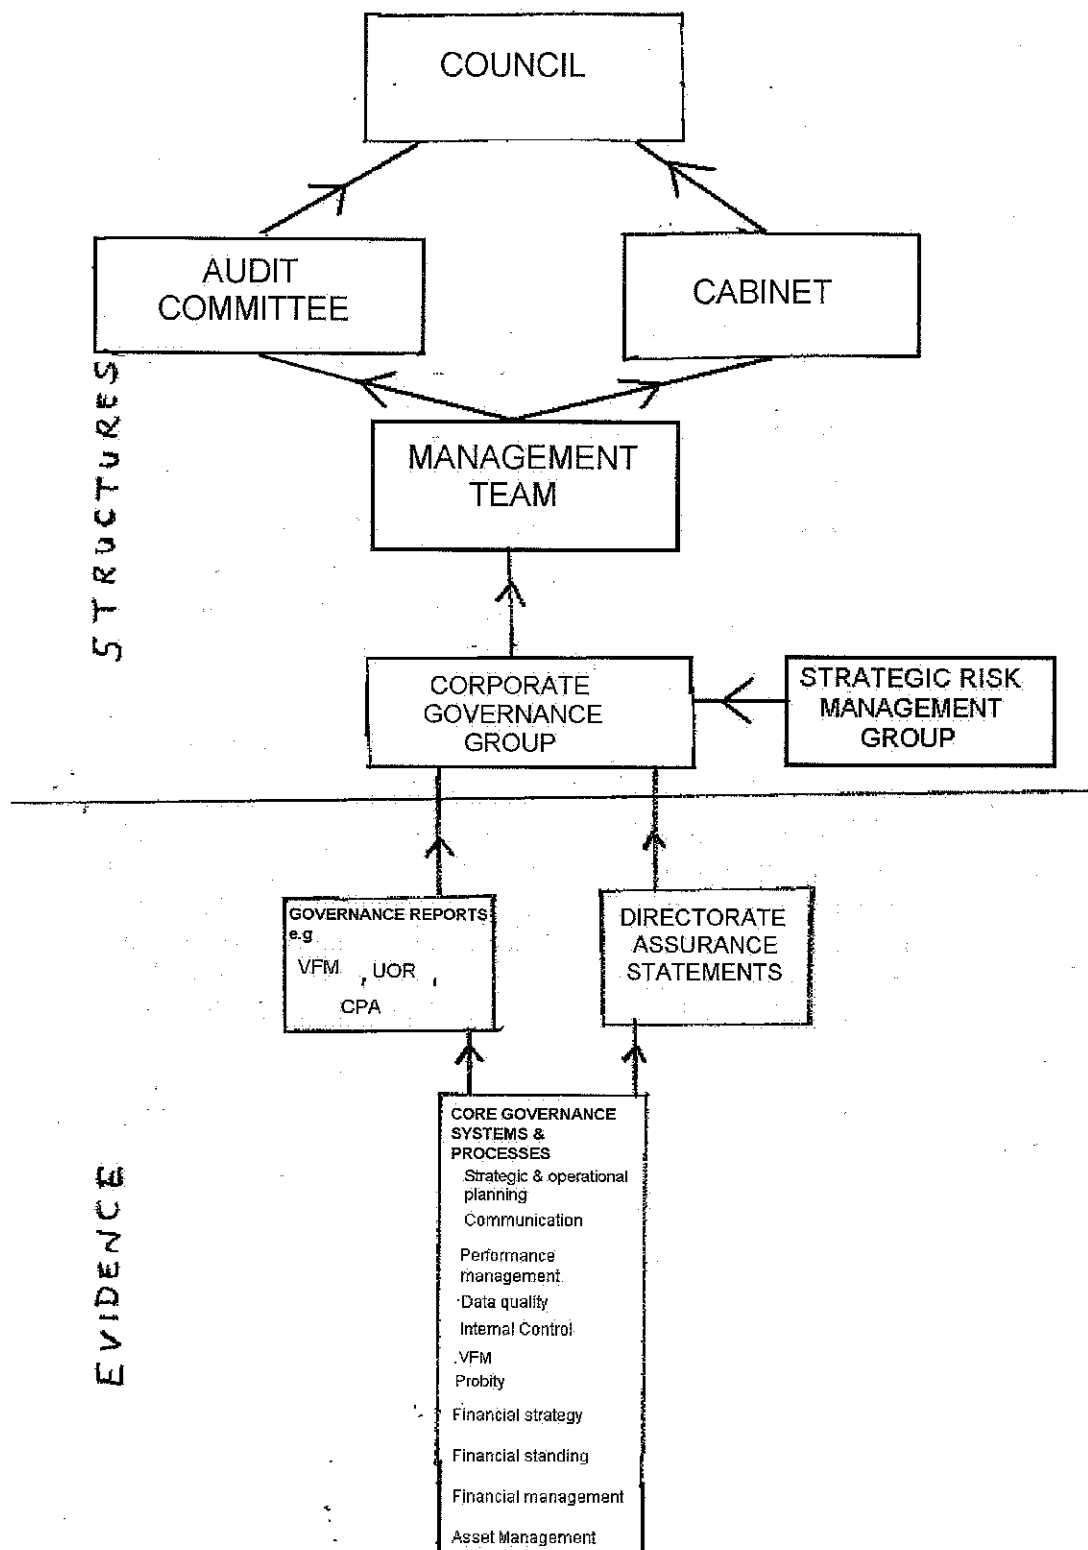 COUNCIL
AUDIT
COMMITTEE
CABINET
STRUCTURES
MANAGEMENT
TEAM
CORPORATE
GOVERNANCE
GROUP
STRATEGIC RISK
MANAGEMENT
GROUP
GOVERNANCE REPORTS
e.g
VFM , UOR ,
CPA
DIRECTORATE
ASSURANCE
STATEMENTS
EVIDENCE
CORE GOVERNANCE
SYSTEMS &
PROCESSES
Strategic & operational
planning
Communication
Performance
management
Data quality
Internal Control
VFM
Probity
Financial strategy
Financial standing
Financial management
Asset Management